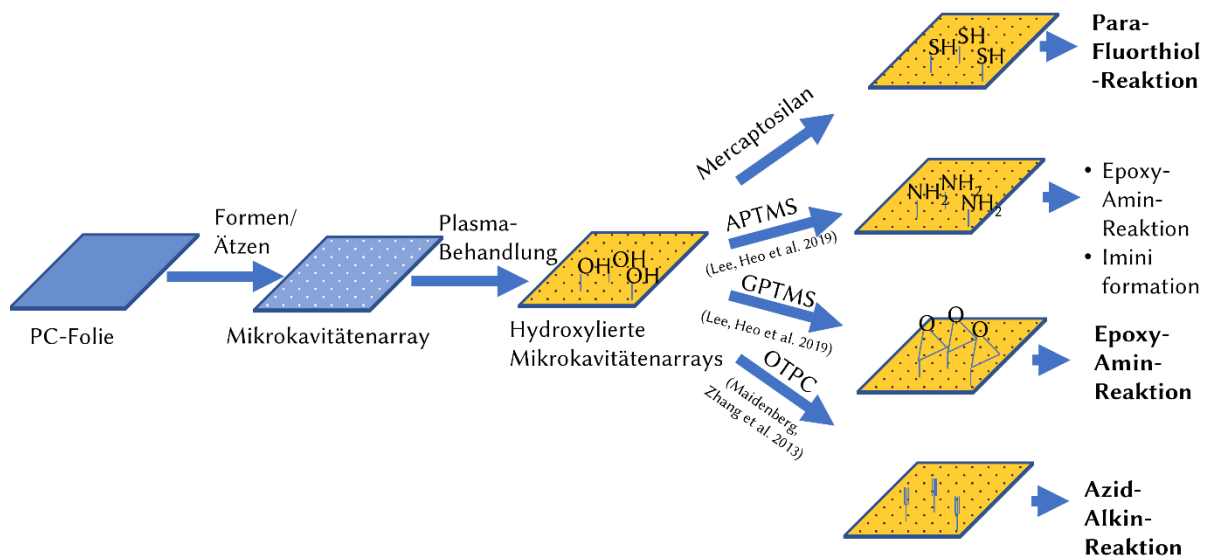 PC-Folie
Formen/
Ätzen
Mikrokavitätenarray
Plasma-
Behandlung
OH
OH
OH
Hydroxylierte
Mikrokavitätenarrays
Mercaptosilan
APTMS
(Lee, Heo et al. 2019)
GPTMS
(Lee, Heo et al. 2019)
OTPC
(Maidenberg,
Zhang et al. 2013)
SH
SH
SH
Para-
Fluorthiol
-Reaktion
NH2
NH2
NH2
• Epoxy-
Amin-
Reaktion
• Imini
formation
O
O
O
Epoxy-
Amin-
Reaktion
Azid-
Alkin-
Reaktion